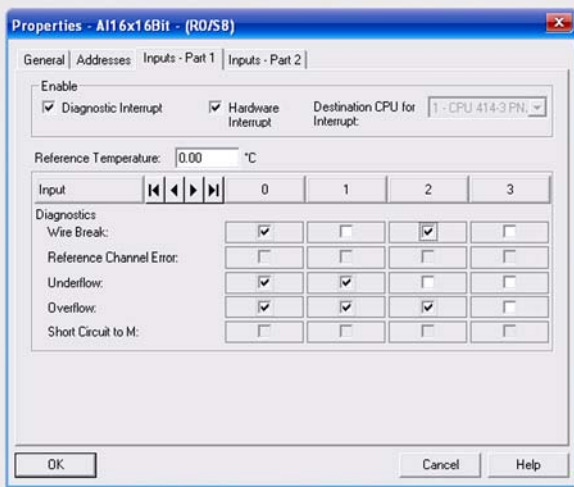 Properties - AI16x16Bit - (R0/S8)
General Addresses Inputs - Part 1 Inputs - Part 2
Enable
Diagnostic Interrupt Hardware Interrupt Destination CPU for Interrupt: 1 - CPU 414-3 PN,
Reference Temperature: 0.00 °C
Input 0 1 2 3
Diagnostics
Wire Break:
Reference Channel Error:
Underflow:
Overflow:
Short Circuit to M:
OK Cancel Help